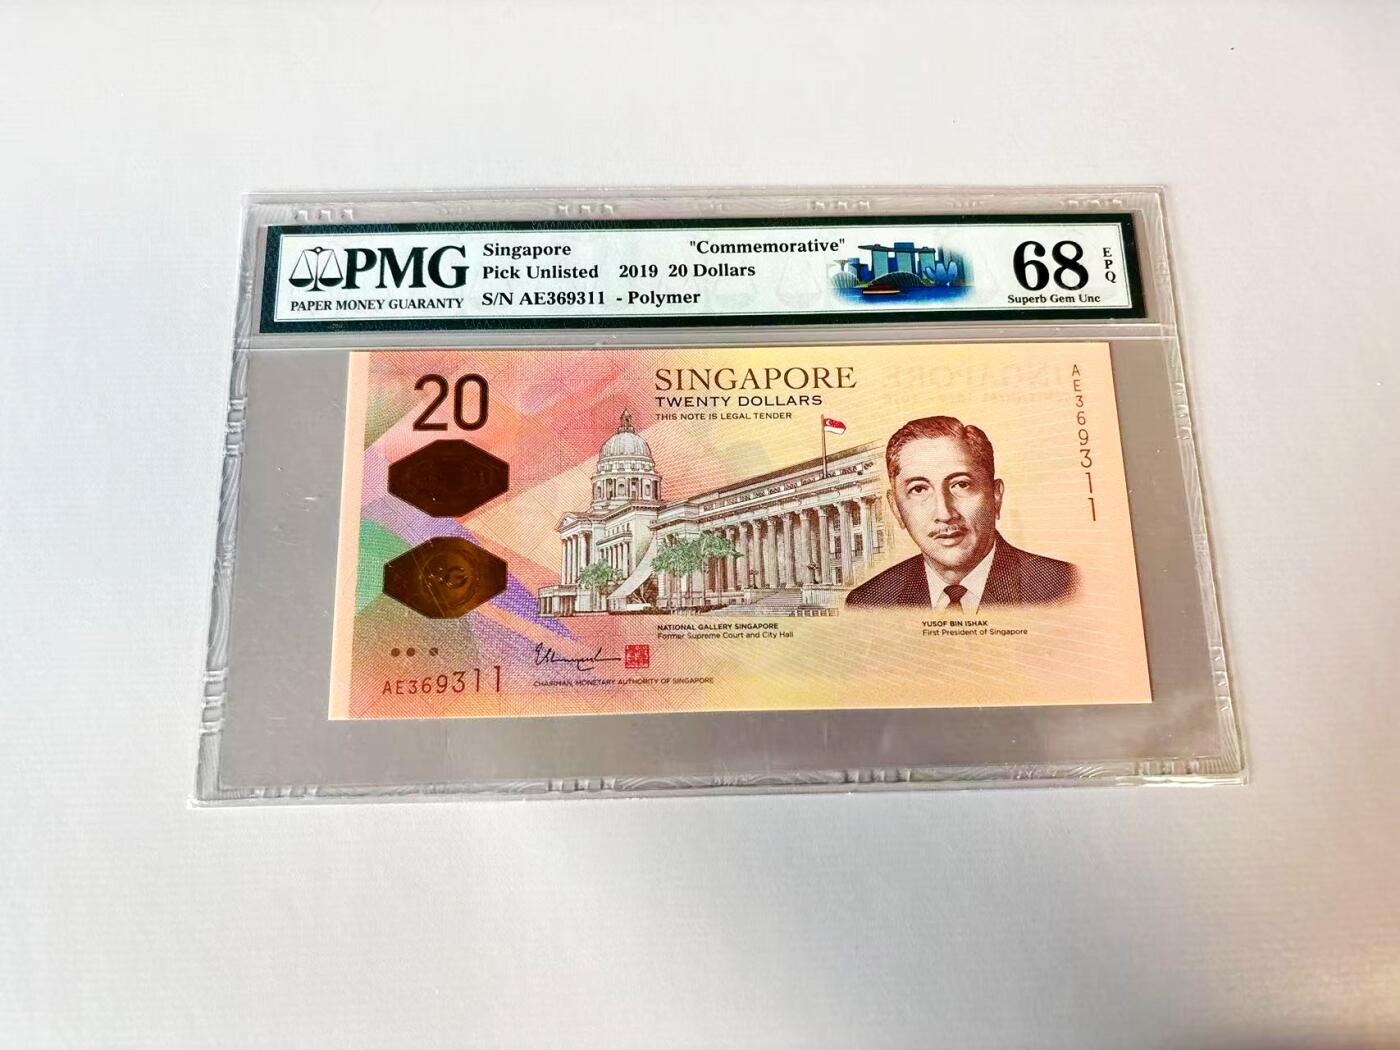 PMG
PAPER MONEY GUARANTY
Singapore "Commemorative"
Pick Unlisted 2019 20 Dollars
S/N AE369311 - Polymer
68 EPQ
Superb Gem Unc
20
SINGAPORE
TWENTY DOLLARS
THIS NOTE IS LEGAL TENDER
AE369311
NATIONAL GALLERY SINGAPORE
Former Supreme Court and City Hall
YUSOF BIN ISHAK
First President of Singapore
AE369311
CHAIRMAN, MONETARY AUTHORITY OF SINGAPORE